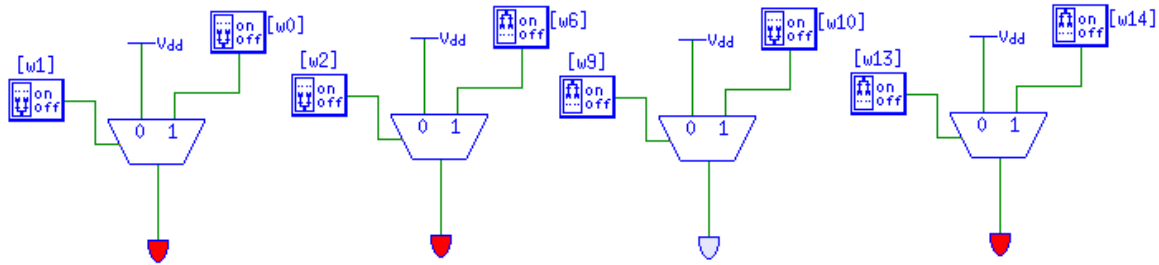 [w1]
on
off
Vdd
on
off
[w0]
0 1
[w2]
on
off
Vdd
on
off
[w6]
0 1
[w9]
on
off
Vdd
on
off
[w10]
0 1
[w13]
on
off
Vdd
on
off
[w14]
0 1